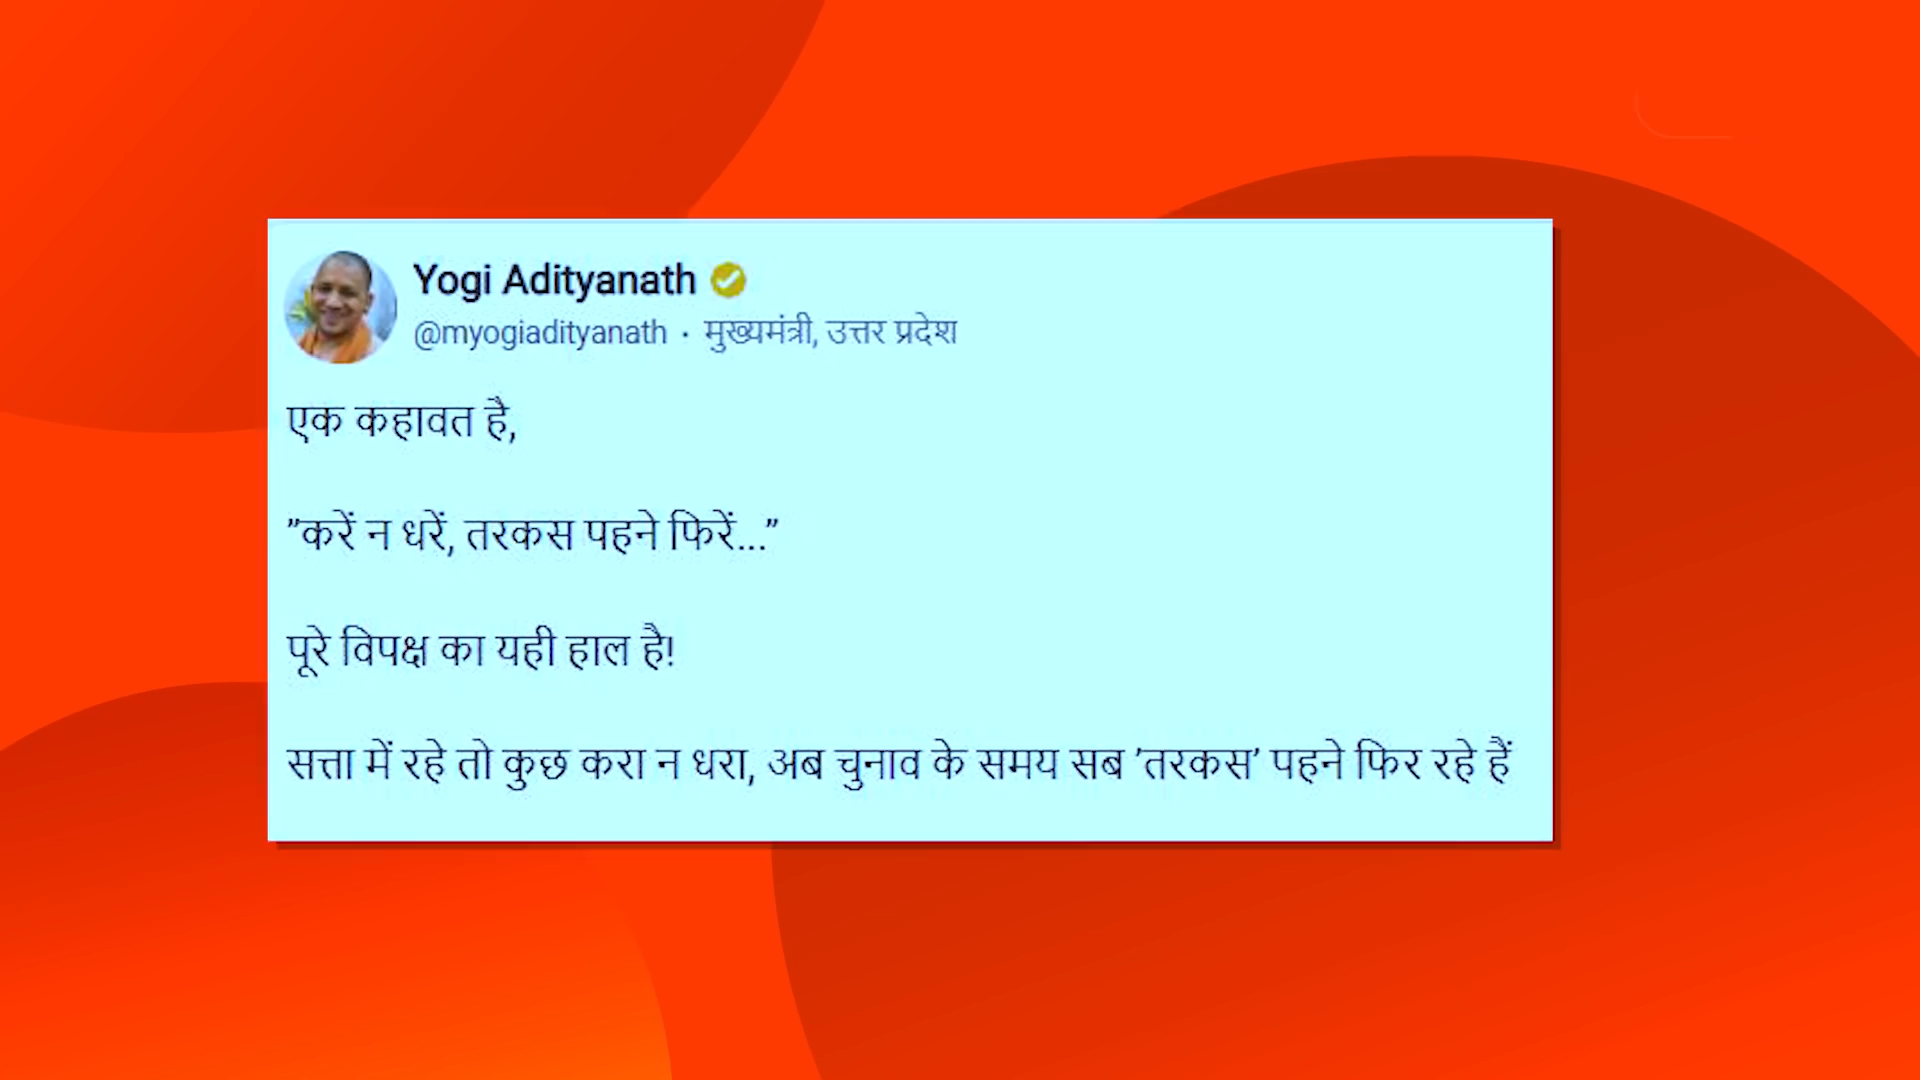 Yogi Adityanath
@myogiadityanath · मुख्यमंत्री, उत्तर प्रदेश
एक कहावत है,
”करें न धरें, तरकस पहने फिरें...”
पूरे विपक्ष का यही हाल है!
सत्ता में रहे तो कुछ करा न धरा, अब चुनाव के समय सब ’तरकस’ पहने फिर रहे हैं